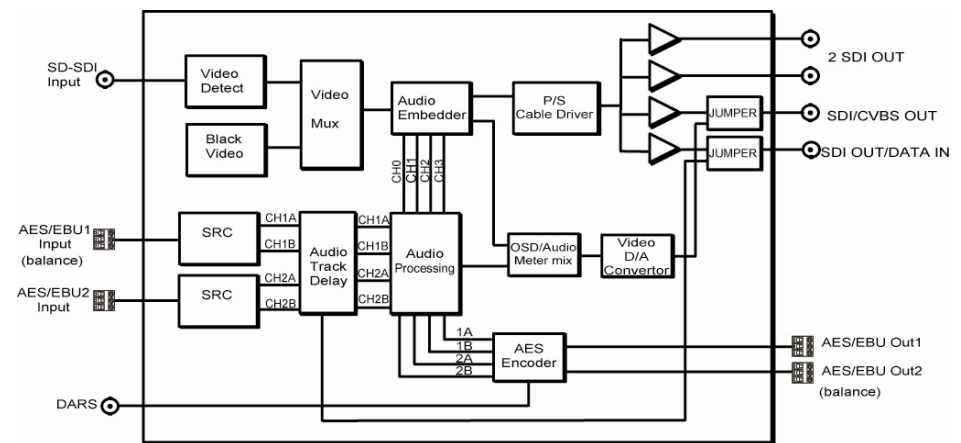 SD-SDI
Input
Video
Detect
Black
Video
Video
Mux
Audio
Embedder
P/S
Cable Driver
2 SDI OUT
JUMPER
SDI/CVBS OUT
JUMPER
SDI OUT/DATA IN
CH0
CH1
CH2
CH3
AES/EBU1
Input
(balance)
SRC
CH1A
CH1B
AES/EBU2
Input
SRC
CH2A
CH2B
Audio
Track
Delay
CH1A
CH1B
CH2A
CH2B
Audio
Processing
OSD/Audio
Meter mix
Video
D/A
Convertor
1A
1B
2A
2B
AES
Encoder
AES/EBU Out1
AES/EBU Out2
(balance)
DARS